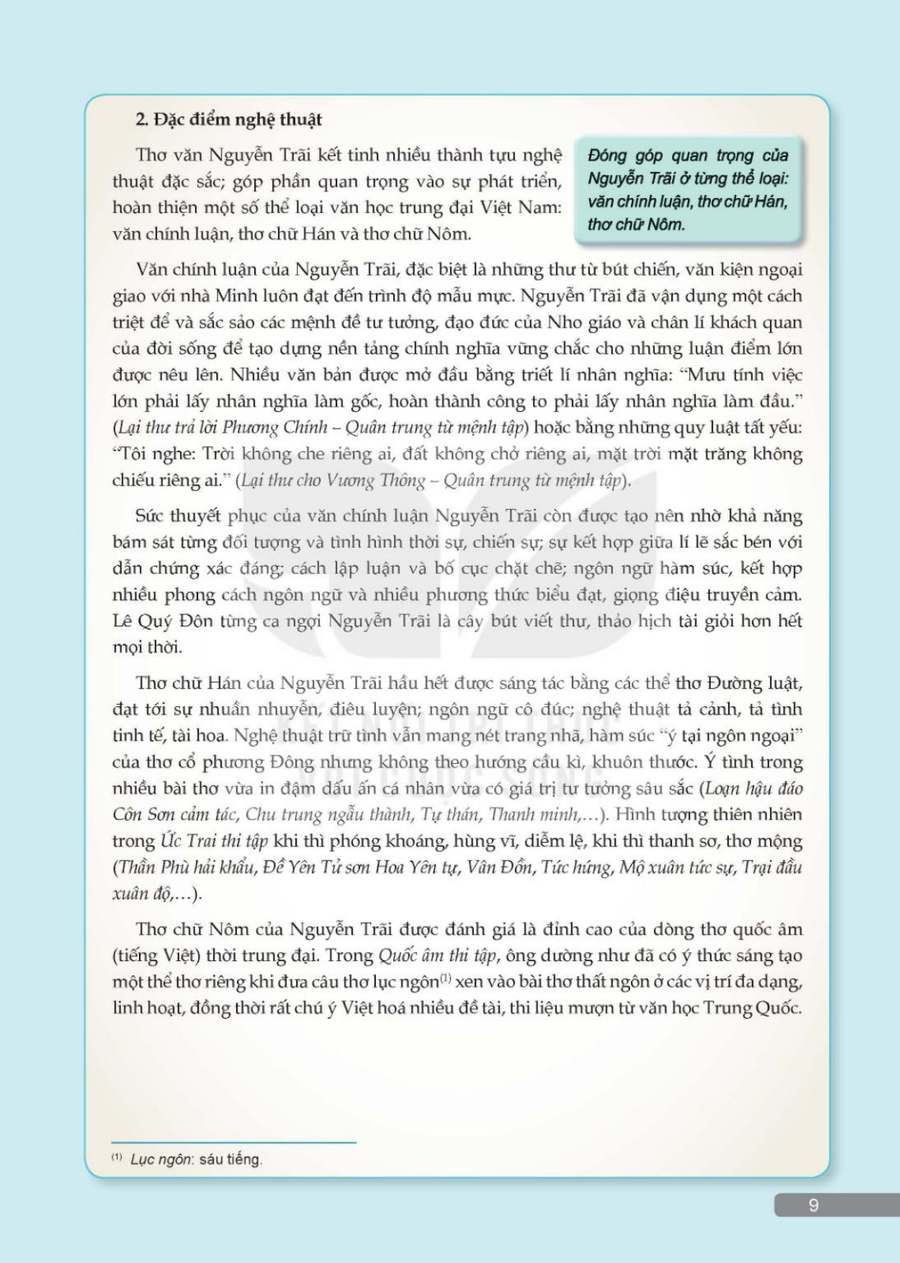 2. Đặc điểm nghệ thuật
Thơ văn Nguyễn Trãi kết tinh nhiều thành tựu nghệ
thuật đặc sắc; góp phần quan trọng vào sự phát triển,
hoàn thiện một số thể loại văn học trung đại Việt Nam:
văn chính luận, thơ chữ Hán và thơ chữ Nôm.
Đóng góp quan trọng của
Nguyễn Trãi ở từng thể loại:
văn chính luận, thơ chữ Hán,
thơ chữ Nôm.
Văn chính luận của Nguyễn Trãi, đặc biệt là những thư từ bút chiến, văn kiện ngoại
giao với nhà Minh luôn đạt đến trình độ mẫu mực. Nguyễn Trãi đã vận dụng một cách
triệt để và sắc sảo các mệnh đề tư tưởng, đạo đức của Nho giáo và chân lí khách quan
của đời sống để tạo dựng nền tảng chính nghĩa vững chắc cho những luận điểm lớn
được nêu lên. Nhiều văn bản được mở đầu bằng triết lí nhân nghĩa: “Mưu tính việc
lớn phải lấy nhân nghĩa làm gốc, hoàn thành công to phải lấy nhân nghĩa làm đầu.”
(Lại thư trả lời Phương Chính – Quân trung từ mệnh tập) hoặc bằng những quy luật tất yếu:
“Tôi nghe: Trời không che riêng ai, đất không chở riêng ai, mặt trời mặt trăng không
chiếu riêng ai.” (Lại thư cho Vương Thông – Quân trung từ mệnh tập).
Sức thuyết phục của văn chính luận Nguyễn Trãi còn được tạo nên nhờ khả năng
bám sát từng đối tượng và tình hình thời sự, chiến sự; sự kết hợp giữa lí lẽ sắc bén với
dẫn chứng xác đáng; cách lập luận và bố cục chặt chẽ; ngôn ngữ hàm súc, kết hợp
nhiều phong cách ngôn ngữ và nhiều phương thức biểu đạt, giọng điệu truyền cảm.
Lê Quý Đôn từng ca ngợi Nguyễn Trãi là cây bút viết thư, thảo hịch tài giỏi hơn hết
mọi thời.
Thơ chữ Hán của Nguyễn Trãi hầu hết được sáng tác bằng các thể thơ Đường luật,
đạt tới sự nhuần nhuyễn, điêu luyện; ngôn ngữ cô đúc; nghệ thuật tả cảnh, tả tình
tinh tế, tài hoa. Nghệ thuật trữ tình vẫn mang nét trang nhã, hàm súc “ý tại ngôn ngoại”
của thơ cổ phương Đông nhưng không theo hướng cầu kì, khuôn thước. Ý tình trong
nhiều bài thơ vừa in đậm dấu ấn cá nhân vừa có giá trị tư tưởng sâu sắc (Loạn hậu đáo
Côn Sơn cảm tác, Chu trung ngẫu thành, Tự thán, Thanh minh,…). Hình tượng thiên nhiên
trong Ức Trai thi tập khi thì phóng khoáng, hùng vĩ, diễm lệ, khi thì thanh sơ, thơ mộng
(Thần Phù hải khẩu, Đề Yên Tử sơn Hoa Yên tự, Vân Đồn, Tức hứng, Mộ xuân tức sự, Trại đầu
xuân độ,…).
Thơ chữ Nôm của Nguyễn Trãi được đánh giá là đỉnh cao của dòng thơ quốc âm
(tiếng Việt) thời trung đại. Trong Quốc âm thi tập, ông dường như đã có ý thức sáng tạo
một thể thơ riêng khi đưa câu thơ lục ngôn(1) xen vào bài thơ thất ngôn ở các vị trí đa dạng,
linh hoạt, đồng thời rất chú ý Việt hoá nhiều đề tài, thi liệu mượn từ văn học Trung Quốc.
KẾT NỐI TRI THỨC
VỚI CUỘC SỐNG
(1) Lục ngôn: sáu tiếng.
9